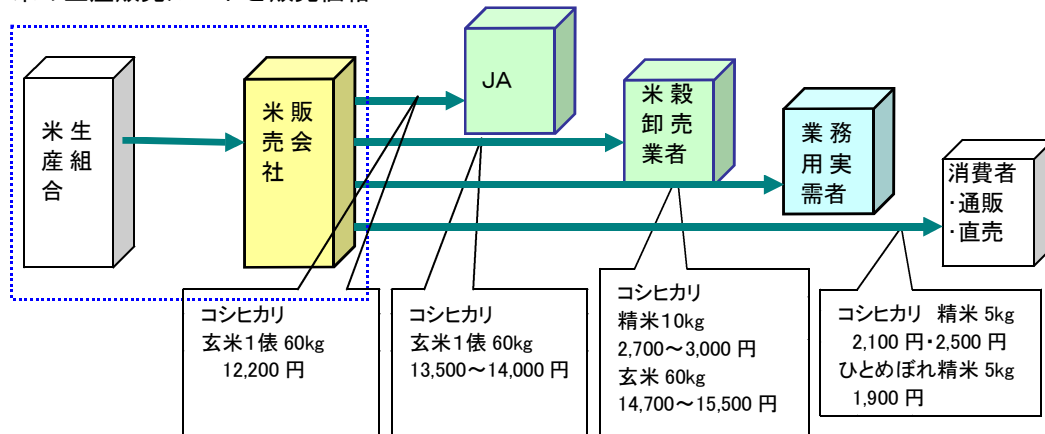 米 生
産 組
合
米 販
売 会
社
JA
米 穀
卸 売
業者
業 務
用 実
需者
消費者
・通販
・直売
コシヒカリ
玄米1俵 60kg
12,200 円
コシヒカリ
玄米1俵 60kg
13,500～14,000 円
コシヒカリ
精米10kg
2,700～3,000 円
玄米 60kg
14,700～15,500 円
コシヒカリ 精米 5kg
2,100 円・2,500 円
ひとめぼれ精米 5kg
1,900 円